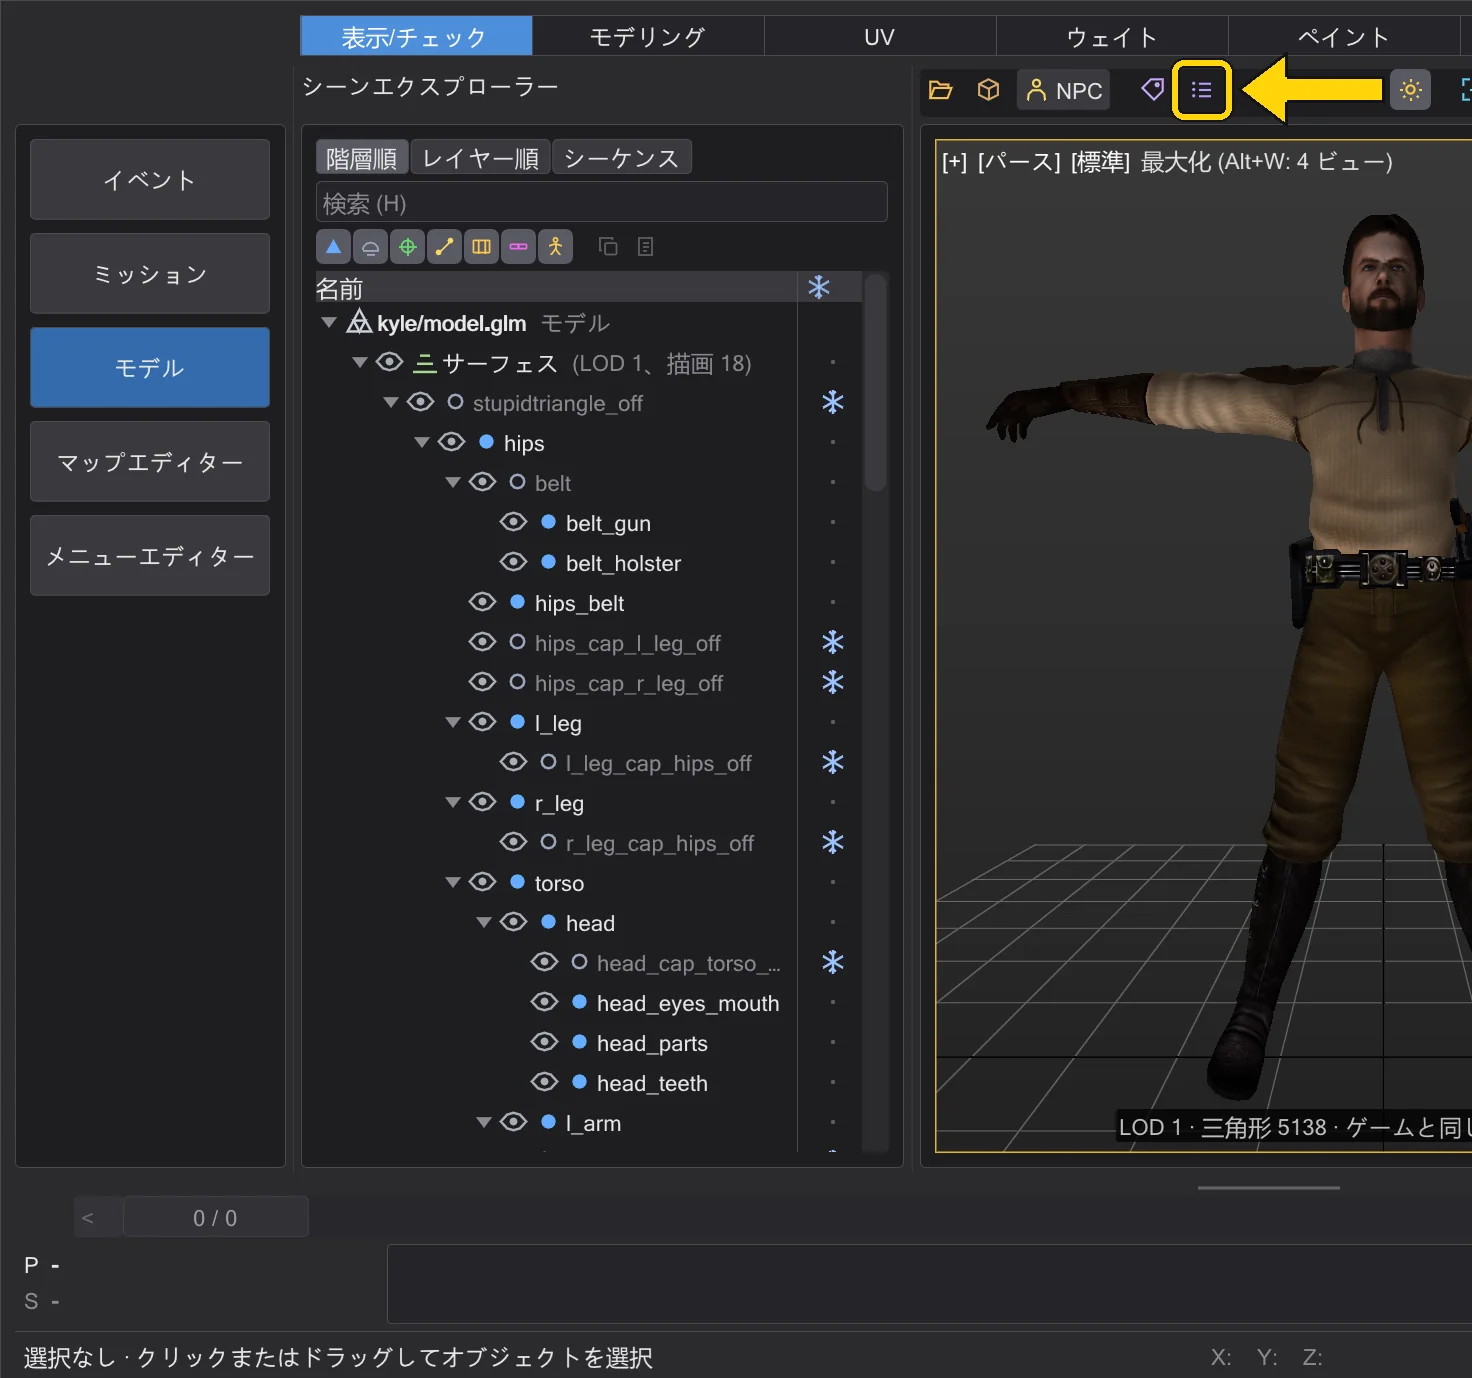 表示/チェック
モデリング
UV
ウェイト
ペイント
シーンエクスプローラー
NPC
イベント
ミッション
モデル
マップエディター
メニューエディター
階層順
レイヤー順
シーケンス
検索 (H)
名前
kyle/model.glm モデル
サーフェス (LOD 1、描画 18)
stupidtriangle_off
hips
belt
belt_gun
belt_holster
hips_belt
hips_cap_l_leg_off
hips_cap_r_leg_off
l_leg
l_leg_cap_hips_off
r_leg
r_leg_cap_hips_off
torso
head
head_cap_torso_...
head_eyes_mouth
head_parts
head_teeth
l_arm
[+] [パース] [標準] 最大化 (Alt+W: 4 ビュー)
LOD 1 · 三角形 5138 · ゲームと同じ
< 0 / 0
P -
S -
選択なし · クリックまたはドラッグしてオブジェクトを選択
X: Y: Z: